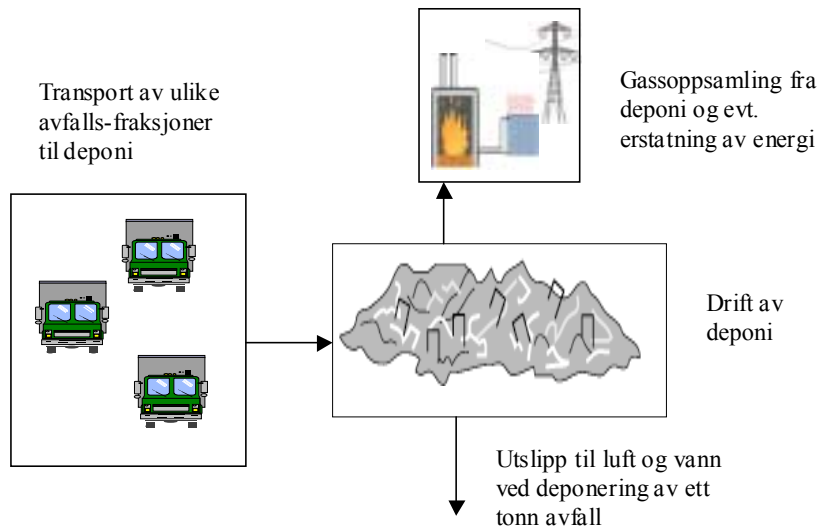 Transport av ulike
avfalls-fraksjoner
til deponi
Gassoppsamling fra
deponi og evt.
erstatning av energi
Drift av
deponi
Utslipp til luft og vann
ved deponering av ett
tonn avfall